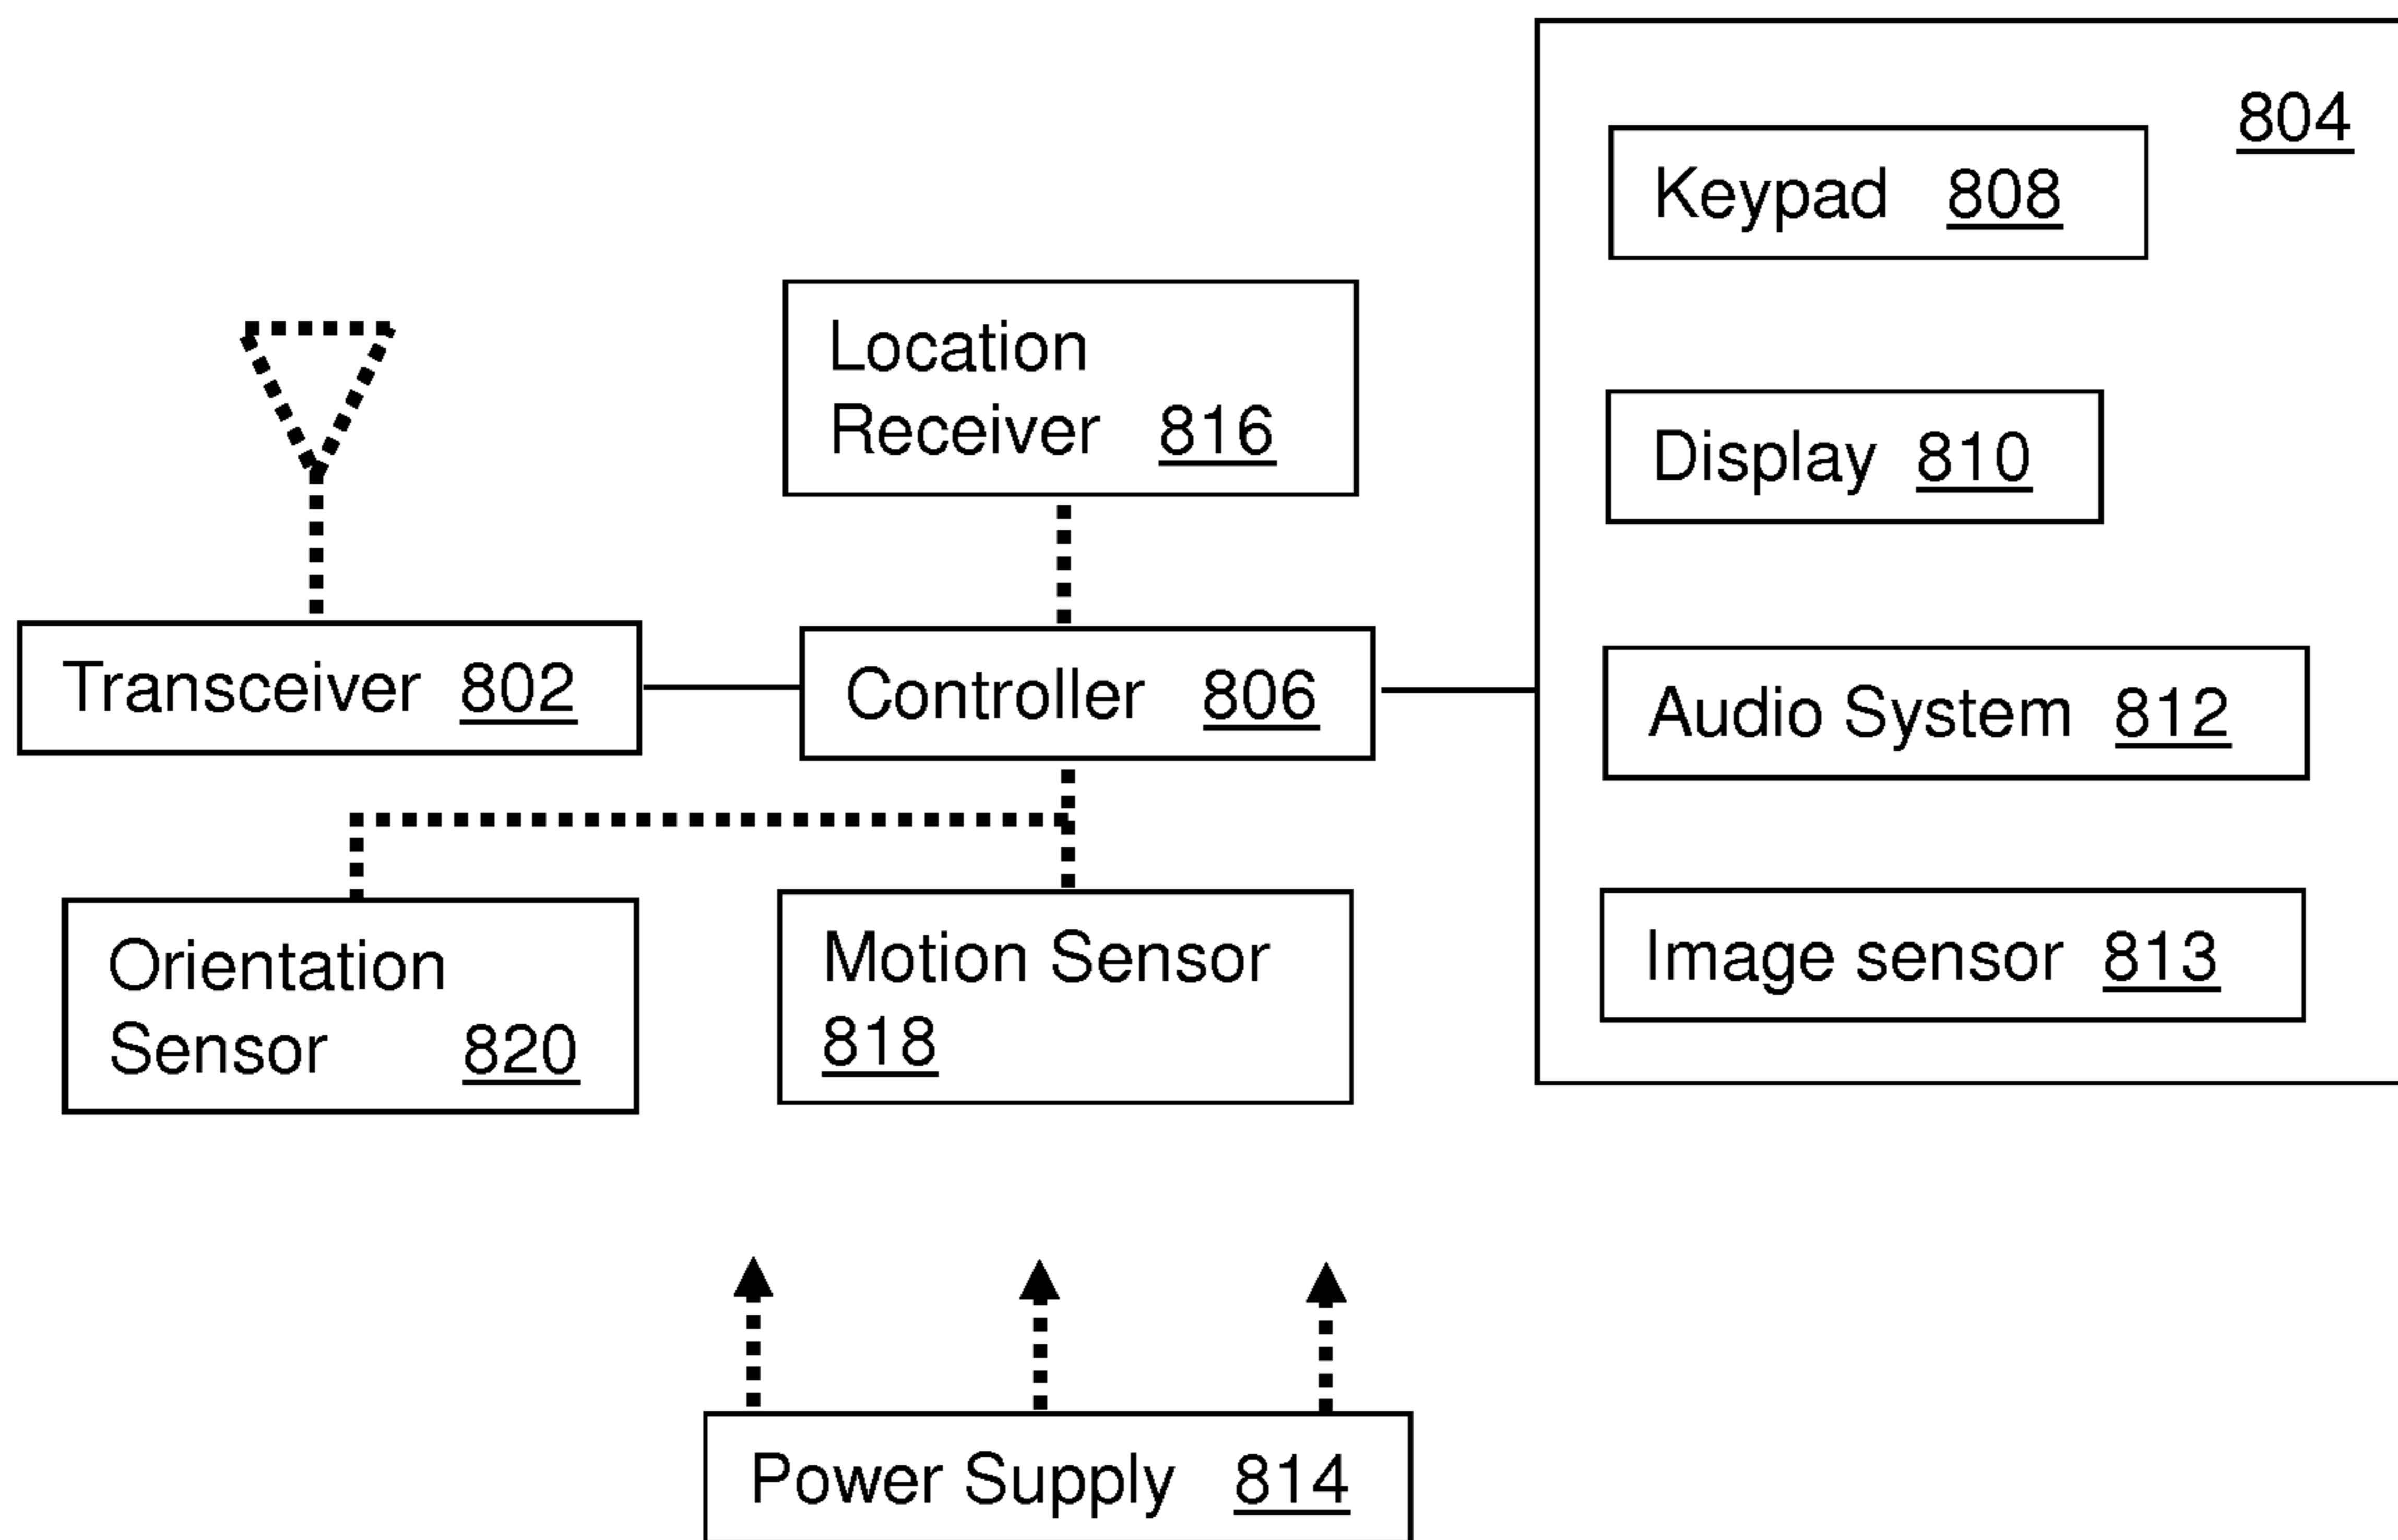 804
Keypad 808
Location
Receiver 816
Display 810
Transceiver 802
Controller 806
Audio System 812
Orientation
Sensor 820
Motion Sensor
818
Image sensor 813
Power Supply 814